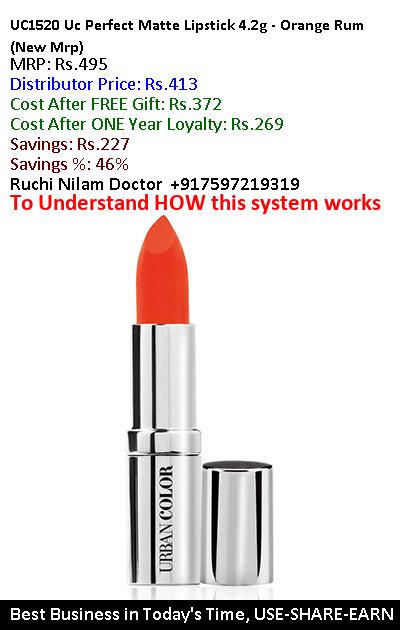 UC1520 Uc Perfect Matte Lipstick 4.2g - Orange Rum
(New Mrp)
MRP: Rs.495
Distributor Price: Rs.413
Cost After FREE Gift: Rs.372
Cost After ONE Year Loyalty: Rs.269
Savings: Rs.227
Savings %: 46%
Ruchi Nilam Doctor +917597219319
To Understand HOW this system works
URBAN COLOR
Best Business in Today's Time, USE-SHARE-EARN